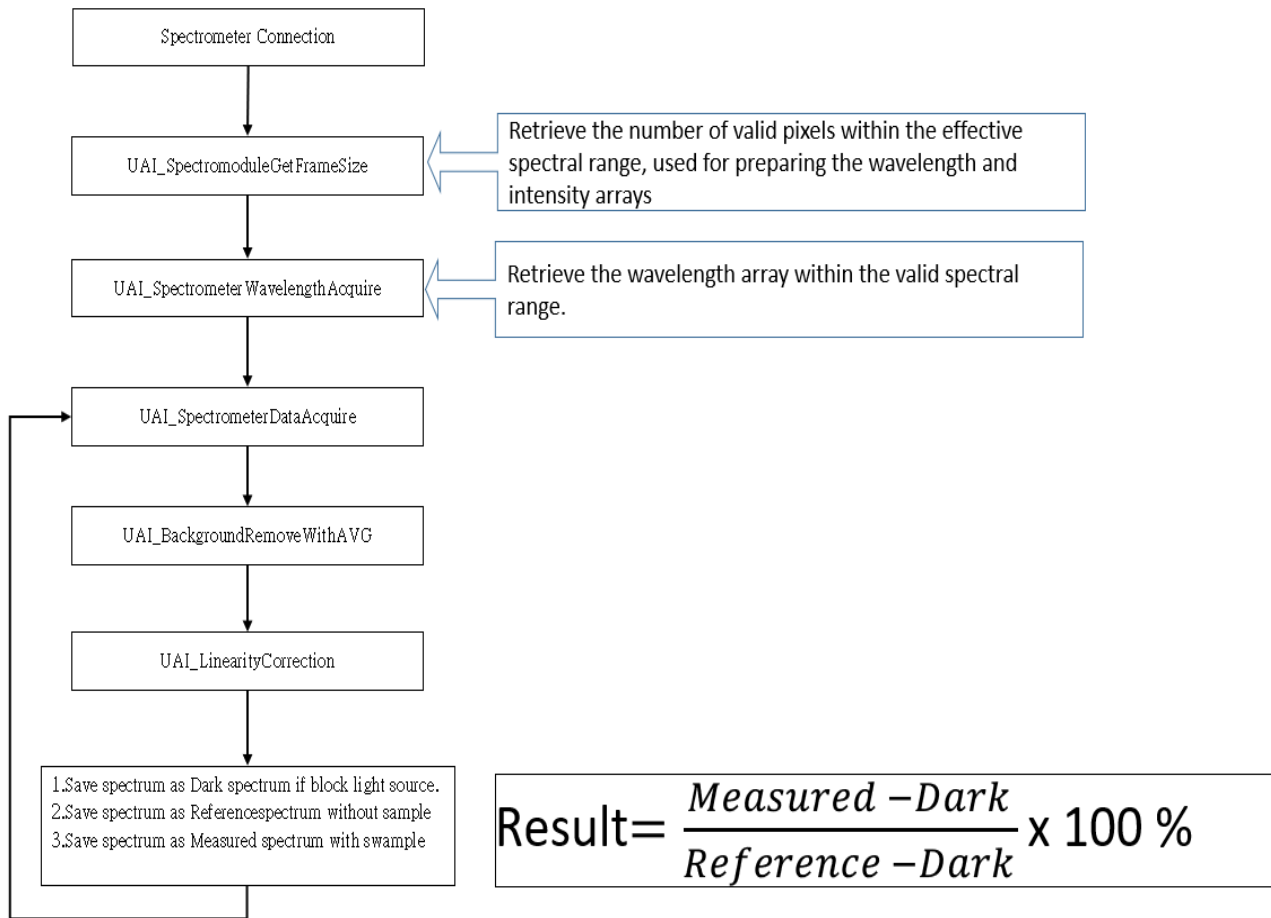 Spectrometer Connection
UAI_SpectromoduleGetFrameSize
Retrieve the number of valid pixels within the effective
spectral range, used for preparing the wavelength and
intensity arrays
UAI_SpectrometerWavelengthAcquire
Retrieve the wavelength array within the valid spectral
range.
UAI_SpectrometerDataAcquire
UAI_BackgroundRemoveWithAVG
UAI_LinearityCorrection
1.Save spectrum as Dark spectrum if block light source.
2.Save spectrum as Referencespectrum without sample
3.Save spectrum as Measured spectrum with swample
Measured −Dark
Result= x 100 %
Reference −Dark